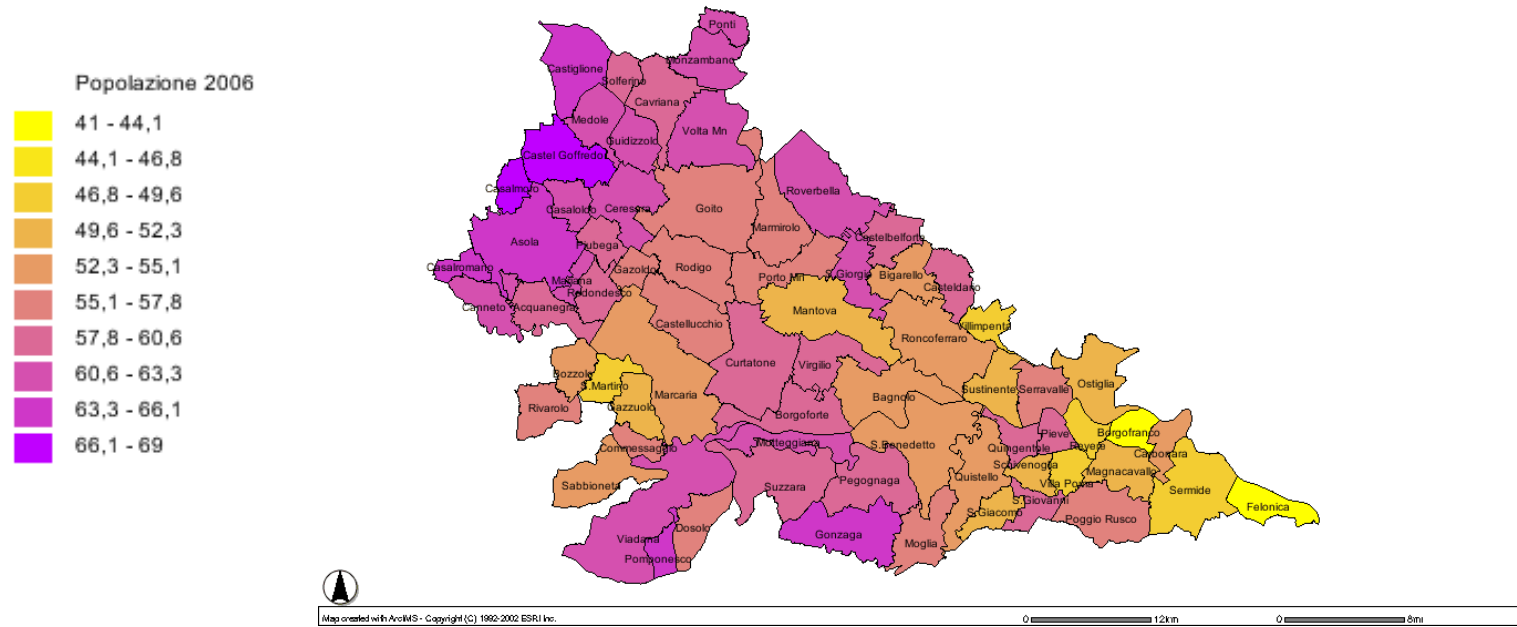 Popolazione 2006
41 - 44,1
44,1 - 46,8
46,8 - 49,6
49,6 - 52,3
52,3 - 55,1
55,1 - 57,8
57,8 - 60,6
60,6 - 63,3
63,3 - 66,1
66,1 - 69
Ponti
Castiglione
Monzambano
Solferino
Cavriana
Medole
Volta Mn
Guidizzolo
Castel Goffredo
Casalmoro
Roverbella
Casaloldo
Ceresara
Goito
Marmirolo
Castelbelforte
Asola
Piubega
Casalromano
Gazoldo
Rodigo
Porto Mn
S.Giorgio
Bigarello
Mariana
Casteldario
Redondesco
Canneto
Acquanegra
Mantova
Castellucchio
Villimpenta
Roncoferraro
Curtatone
Virgilio
Bozzolo
S.Martino
Ostiglia
Sustinente
Serravalle
Marcaria
Bagnolo
Rivarolo
Gazzuolo
Borgoforte
Borgofranco
Pieve
Motteggiana
S.Benedetto
Commessaggio
Quingentole
Revere
Carbonara
Schivenoglia
Magnacavallo
Quistello
Pegognaga
Villa Poma
Sabbioneta
Suzzara
Sermide
S.Giovanni
Felonica
S.Giacomo
Poggio Rusco
Dosolo
Viadana
Gonzaga
Moglia
Pomponesco
Map created with ArcIMS - Copyright (C) 1992-2002 ESRI Inc.
0 12km
0 8mi